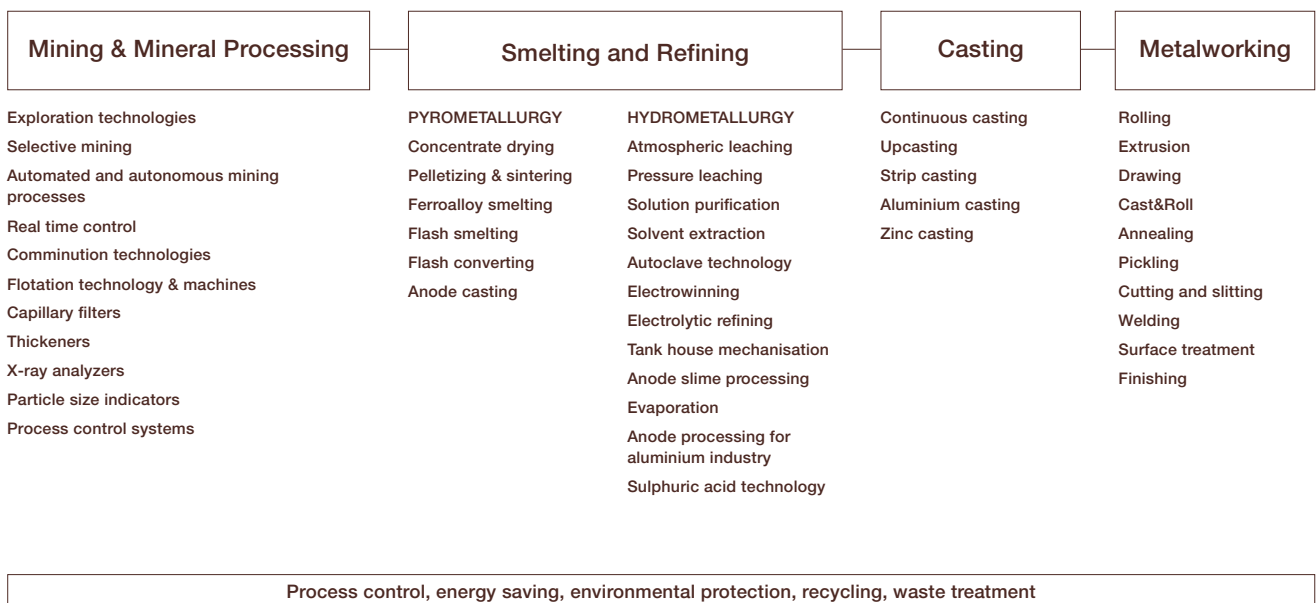 Mining & Mineral Processing
Smelting and Refining
Casting
Metalworking
Exploration technologies
Selective mining
Automated and autonomous mining
processes
Real time control
Comminution technologies
Flotation technology & machines
Capillary filters
Thickeners
X-ray analyzers
Particle size indicators
Process control systems
PYROMETALLURGY
Concentrate drying
Pelletizing & sintering
Ferroalloy smelting
Flash smelting
Flash converting
Anode casting
HYDROMETALLURGY
Atmospheric leaching
Pressure leaching
Solution purification
Solvent extraction
Autoclave technology
Electrowinning
Electrolytic refining
Tank house mechanisation
Anode slime processing
Evaporation
Anode processing for
aluminium industry
Sulphuric acid technology
Continuous casting
Upcasting
Strip casting
Aluminium casting
Zinc casting
Rolling
Extrusion
Drawing
Cast&Roll
Annealing
Pickling
Cutting and slitting
Welding
Surface treatment
Finishing
Process control, energy saving, environmental protection, recycling, waste treatment